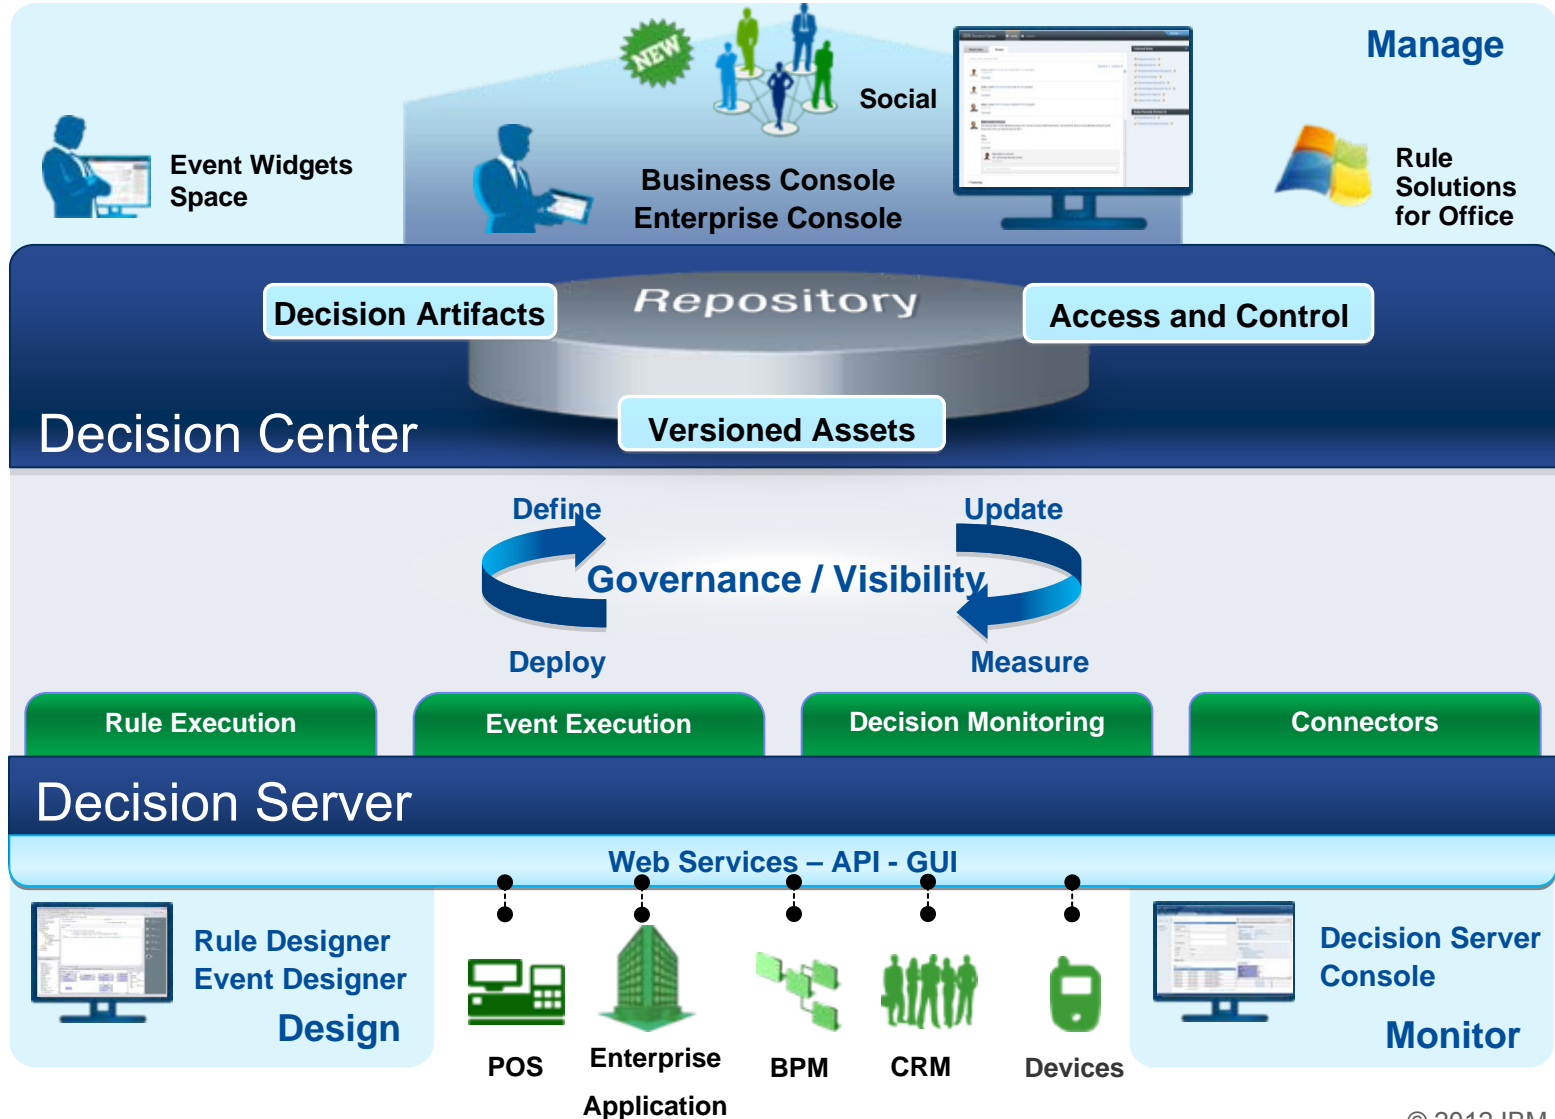 Manage
NEW
Social
Event Widgets
Space
Business Console
Enterprise Console
Rule
Solutions
for Office
Repository
Decision Artifacts
Access and Control
Versioned Assets
Decision Center
Define
Update
Governance / Visibility
Deploy
Measure
Rule Execution
Event Execution
Decision Monitoring
Connectors
Decision Server
Web Services – API - GUI
Rule Designer
Event Designer
Design
POS
Enterprise
Application
BPM
CRM
Devices
Decision Server
Console
Monitor
© 2012 IBM